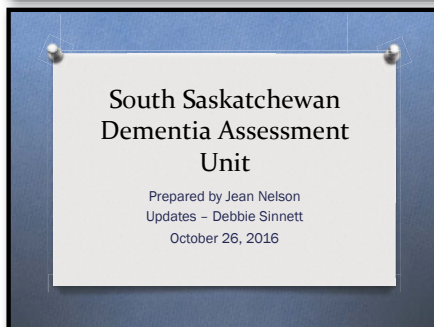 South Saskatchewan
Dementia Assessment
Unit
Prepared by Jean Nelson
Updates – Debbie Sinnett
October 26, 2016